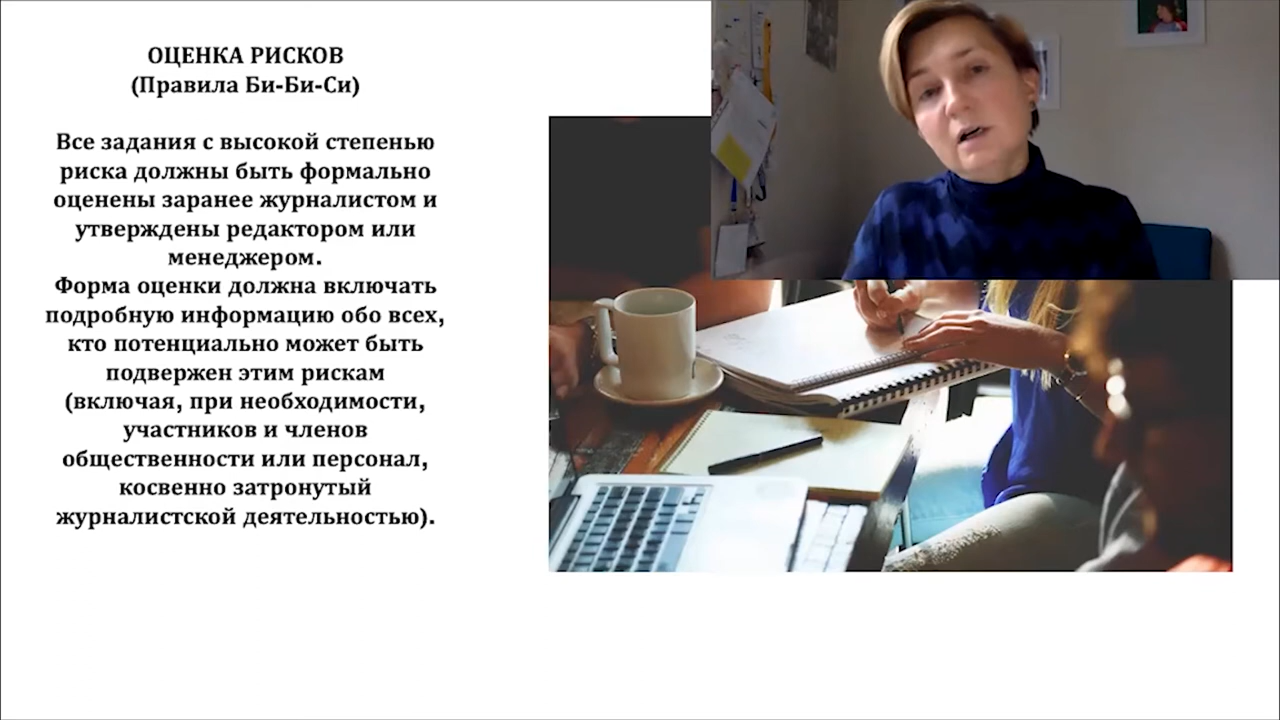 ОЦЕНКА РИСКОВ
(Правила Би-Би-Си)
Все задания с высокой степенью
риска должны быть формально
оценены заранее журналистом и
утверждены редактором или
менеджером.
Форма оценки должна включать
подробную информацию обо всех,
кто потенциально может быть
подвержен этим рискам
(включая, при необходимости,
участников и членов
общественности или персонал,
косвенно затронутый
журналистской деятельностью).